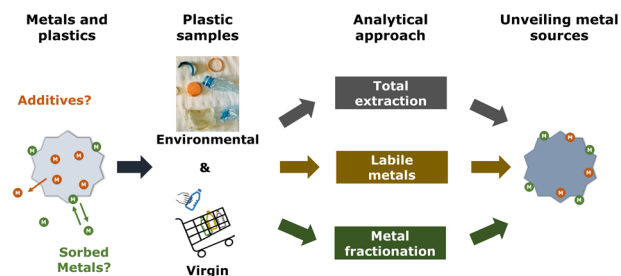 Metals and
plastics
Plastic
samples
Analytical
approach
Unveiling metal
sources
Additives?
M
M
M
M
M
M
M
M
M
M
Sorbed
Metals?
Environmental
&
Virgin
Total
extraction
Labile
metals
Metal
fractionation
M
M
M
M
M
M
M